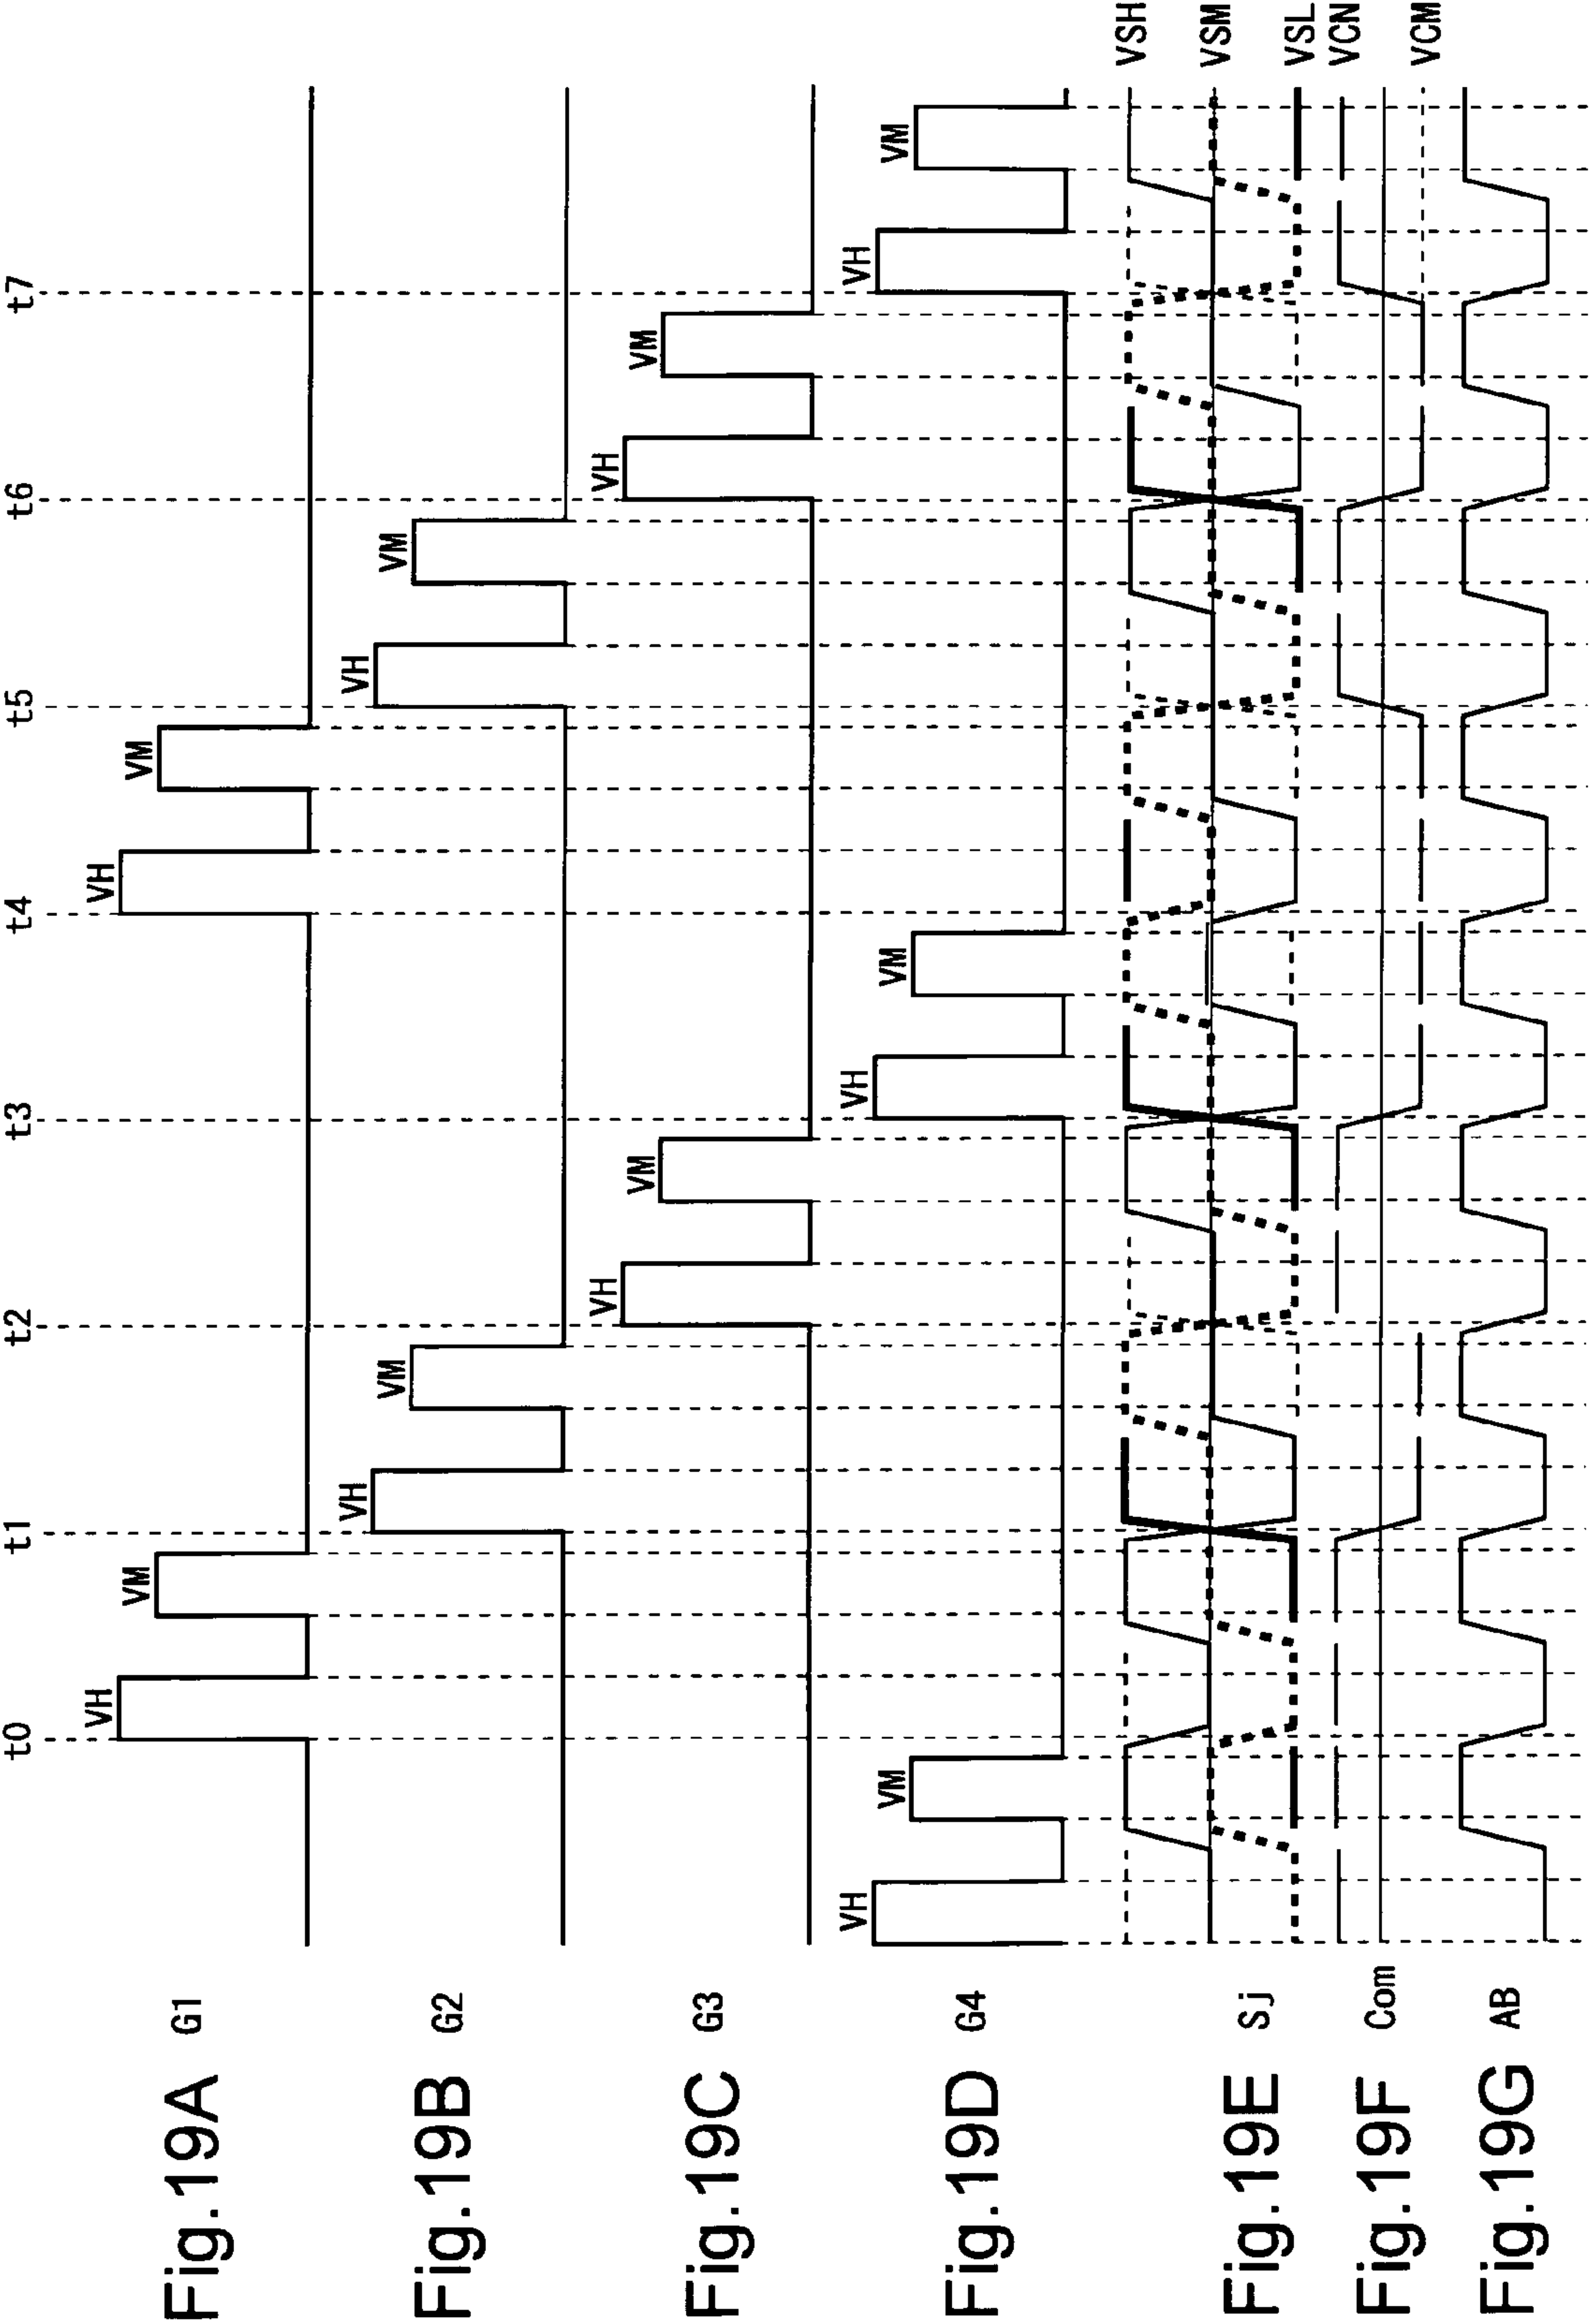 t0 t1 t2 t3 t4 t5 t6 t7
Fig.19A G1 VH VM VH VM
Fig.19B G2 VH VM VH VM
Fig.19C G3 VH VM VH VM
Fig.19D G4 VH VM VH VM VH VM
VSH
Fig.19E Sj VSM
VSL
VCN
Fig.19F Com
VCM
Fig.19G AB